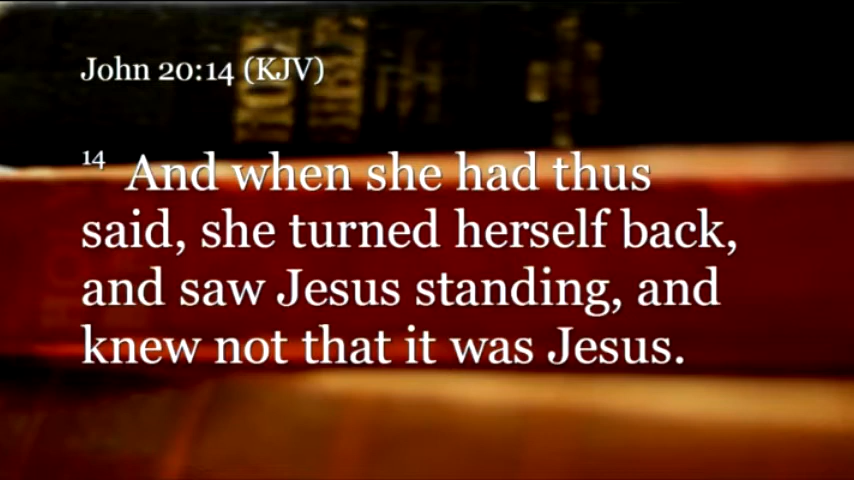 John 20:14 (KJV)
14 And when she had thus
said, she turned herself back,
and saw Jesus standing, and
knew not that it was Jesus.